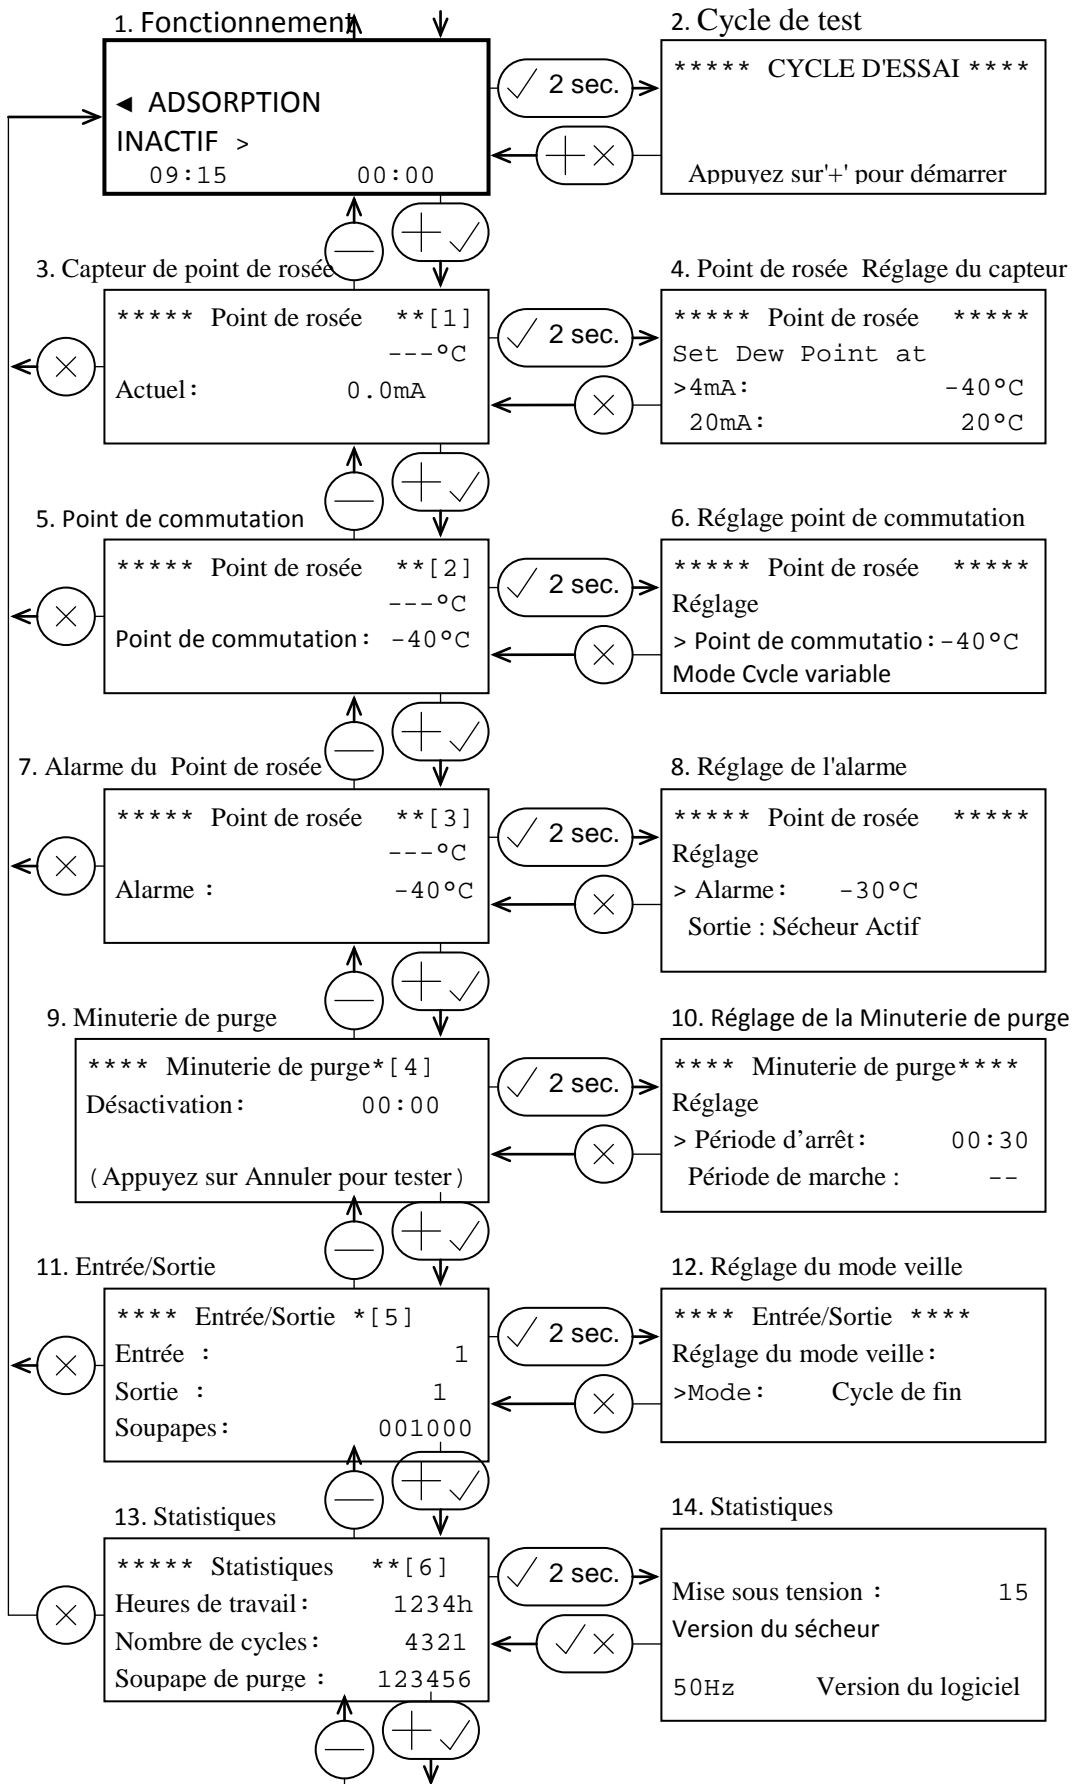 1. Fonctionnement
◄ ADSORPTION
INACTIF >
09:15 00:00
2. Cycle de test
***** CYCLE D'ESSAI ****
Appuyez sur'+' pour démarrer
2 sec.
3. Capteur de point de rosée
***** Point de rosée **[1]
---°C
Actuel: 0.0mA
2 sec.
4. Point de rosée Réglage du capteur
***** Point de rosée *****
Set Dew Point at
>4mA: -40°C
20mA: 20°C
5. Point de commutation
***** Point de rosée **[2]
---°C
Point de commutation: -40°C
2 sec.
6. Réglage point de commutation
***** Point de rosée *****
Réglage
> Point de commutatio:-40°C
Mode Cycle variable
7. Alarme du Point de rosée
***** Point de rosée **[3]
---°C
Alarme : -40°C
2 sec.
8. Réglage de l'alarme
***** Point de rosée *****
Réglage
> Alarme: -30°C
Sortie : Sécheur Actif
9. Minuterie de purge
**** Minuterie de purge*[4]
Désactivation: 00:00
(Appuyez sur Annuler pour tester)
2 sec.
10. Réglage de la Minuterie de purge
**** Minuterie de purge****
Réglage
> Période d’arrêt: 00:30
Période de marche : --
11. Entrée/Sortie
**** Entrée/Sortie *[5]
Entrée : 1
Sortie : 1
Soupapes: 001000
2 sec.
12. Réglage du mode veille
**** Entrée/Sortie ****
Réglage du mode veille:
>Mode: Cycle de fin
13. Statistiques
***** Statistiques **[6]
Heures de travail: 1234h
Nombre de cycles: 4321
Soupape de purge : 123456
2 sec.
14. Statistiques
Mise sous tension : 15
Version du sécheur
50Hz Version du logiciel